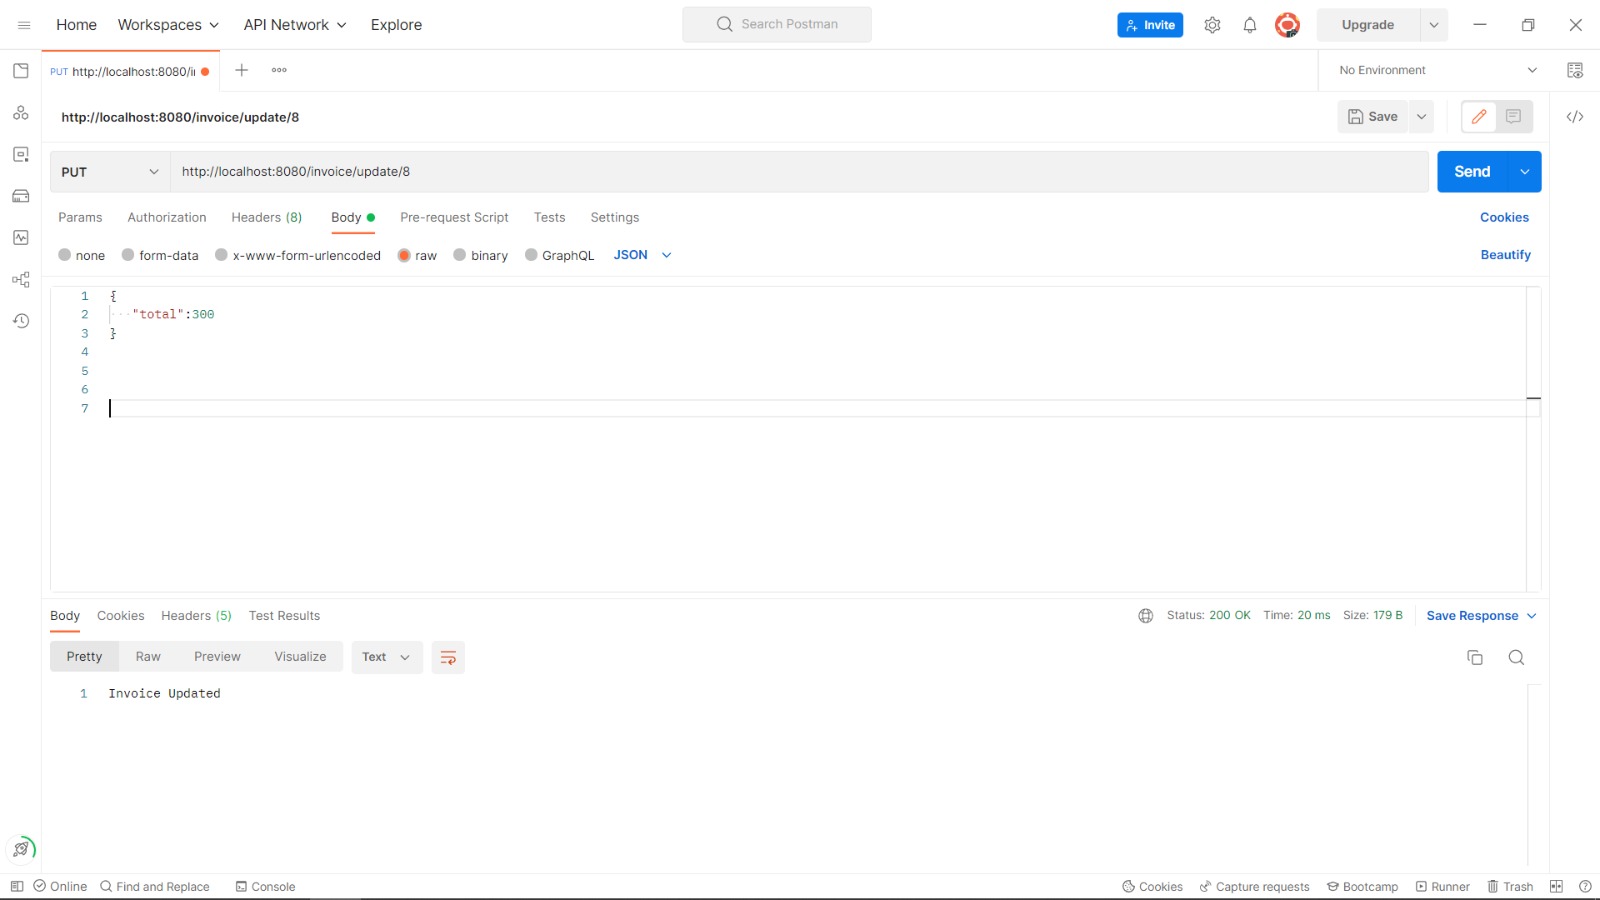 Home Workspaces API Network Explore Search Postman Invite Upgrade
PUT http://localhost:8080/i No Environment
http://localhost:8080/invoice/update/8 Save
PUT http://localhost:8080/invoice/update/8 Send
Params Authorization Headers (8) Body Pre-request Script Tests Settings Cookies
none form-data x-www-form-urlencoded raw binary GraphQL JSON Beautify
1 {
2 "total":300
3 }
4
5
6
7
Body Cookies Headers (5) Test Results Status: 200 OK Time: 20 ms Size: 179 B Save Response
Pretty Raw Preview Visualize Text
1 Invoice Updated
Online Find and Replace Console Cookies Capture requests Bootcamp Runner Trash